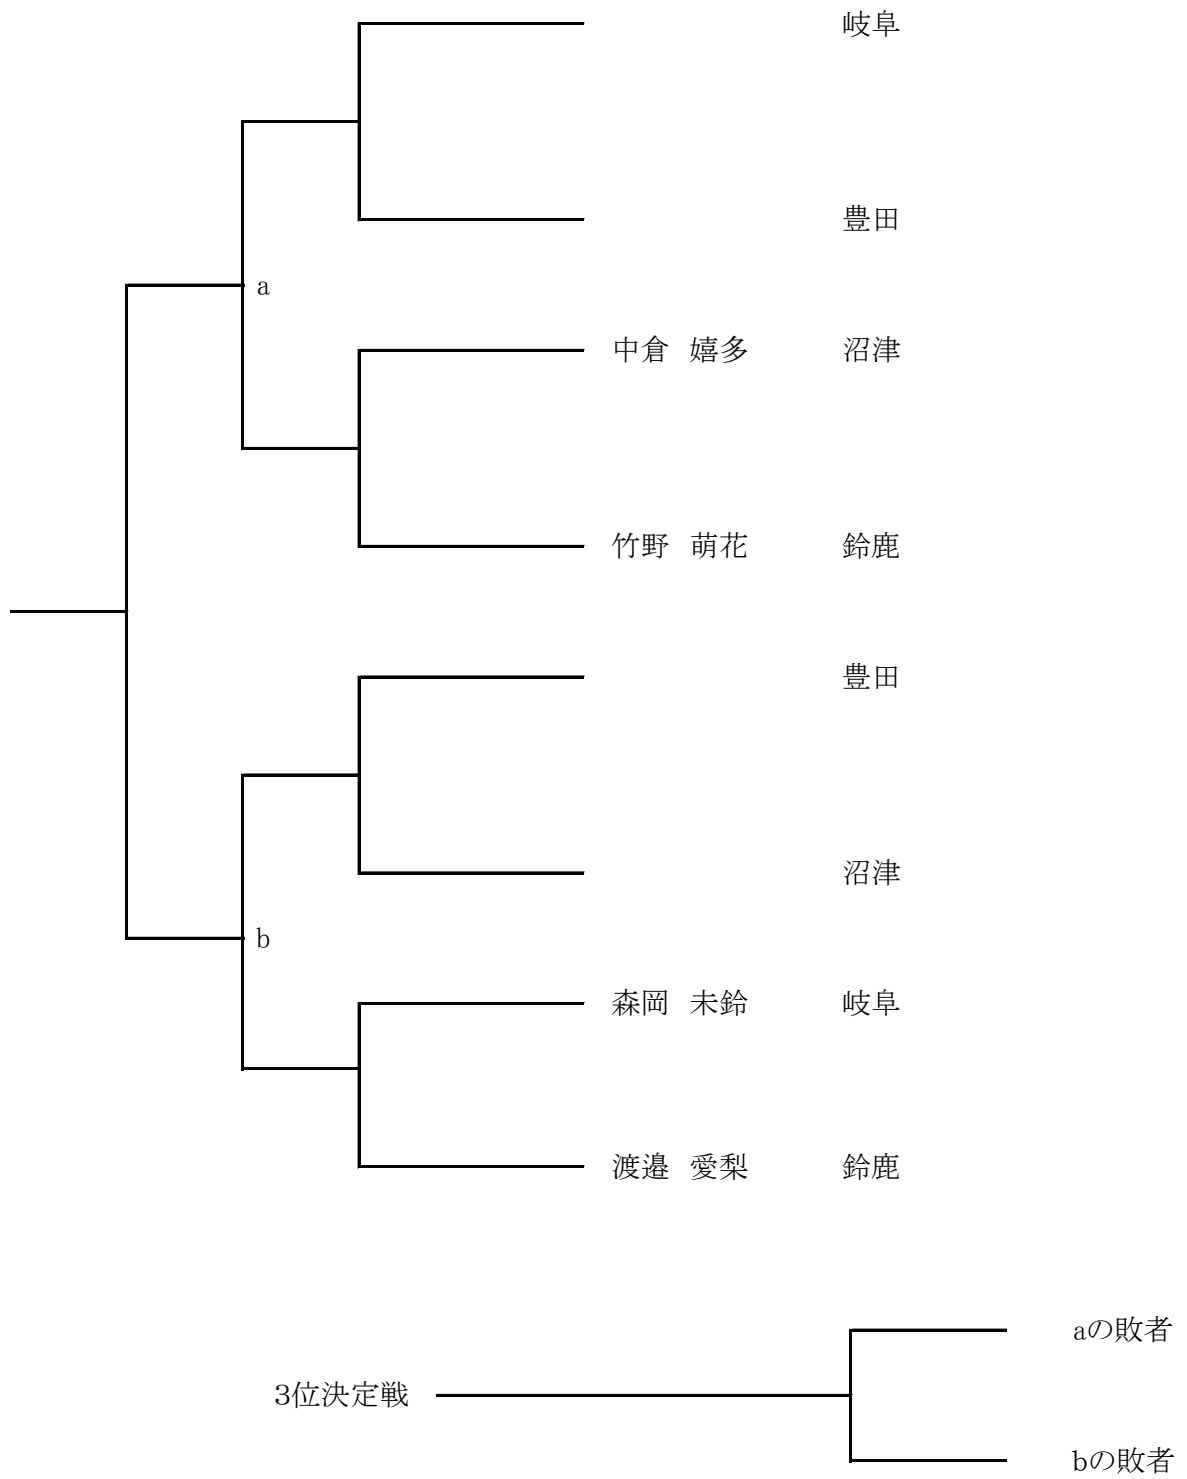 岐阜
豊田
a
中倉 嬉多 沼津
竹野 萌花 鈴鹿
豊田
沼津
b
森岡 未鈴 岐阜
渡邉 愛梨 鈴鹿
aの敗者
3位決定戦
bの敗者